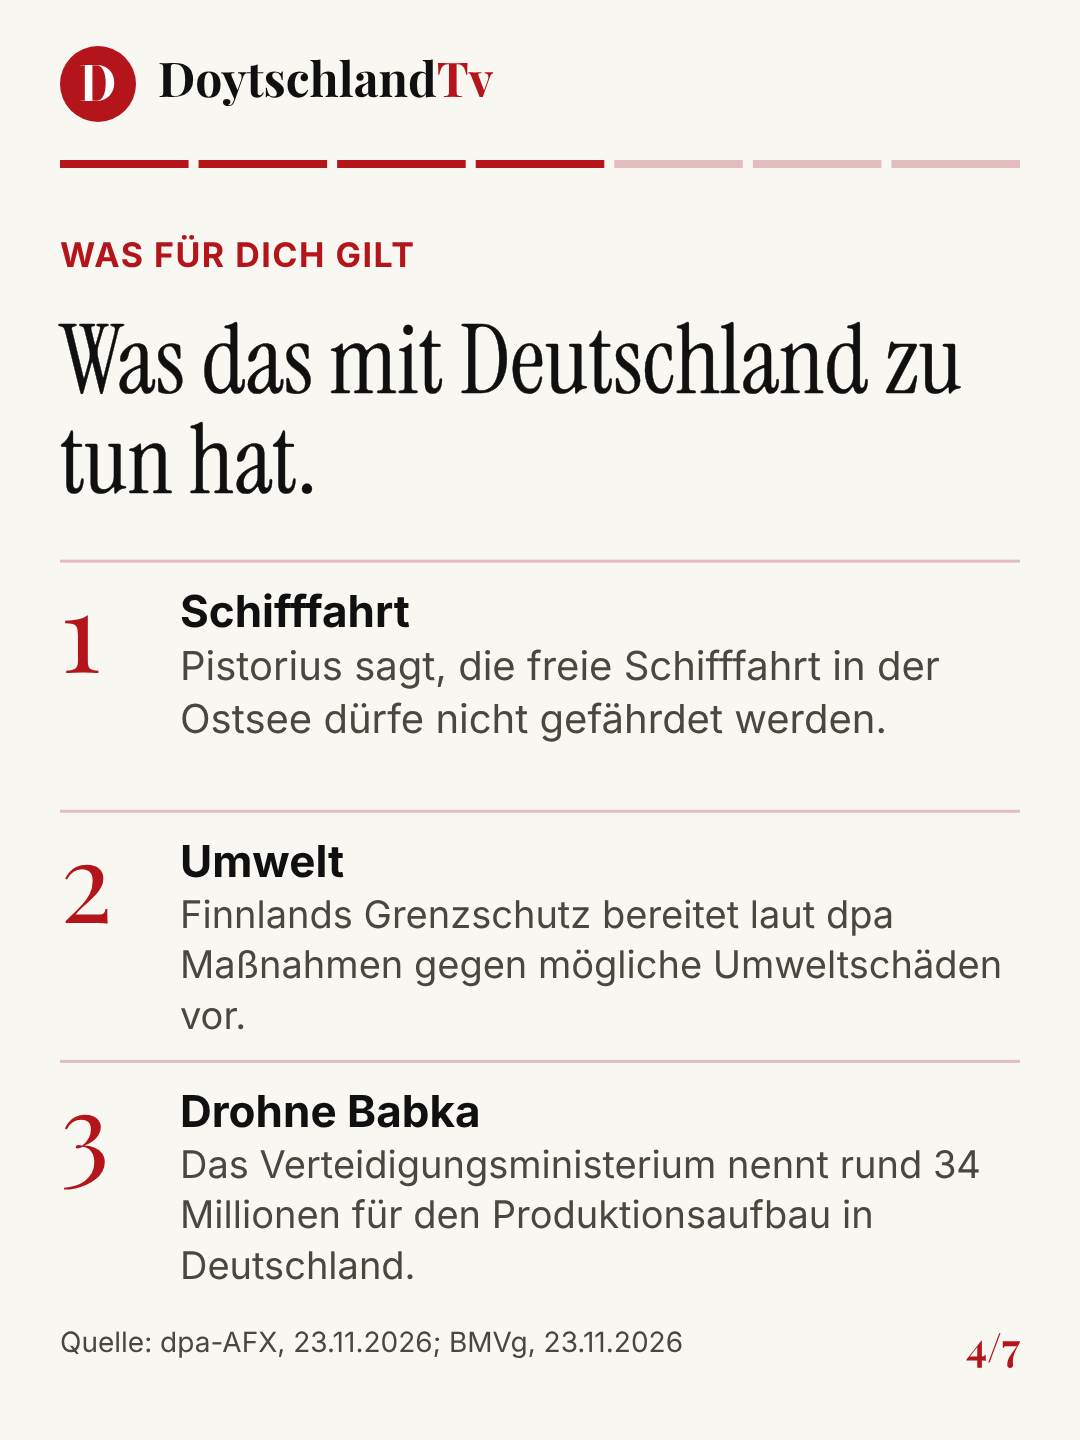 D DoytschlandTv
WAS FÜR DICH GILT
Was das mit Deutschland zu
tun hat.
1 Schifffahrt
Pistorius sagt, die freie Schifffahrt in der
Ostsee dürfe nicht gefährdet werden.
2 Umwelt
Finnlands Grenzschutz bereitet laut dpa
Maßnahmen gegen mögliche Umweltschäden
vor.
3 Drohne Babka
Das Verteidigungsministerium nennt rund 34
Millionen für den Produktionsaufbau in
Deutschland.
Quelle: dpa-AFX, 23.11.2026; BMVg, 23.11.2026
4/7